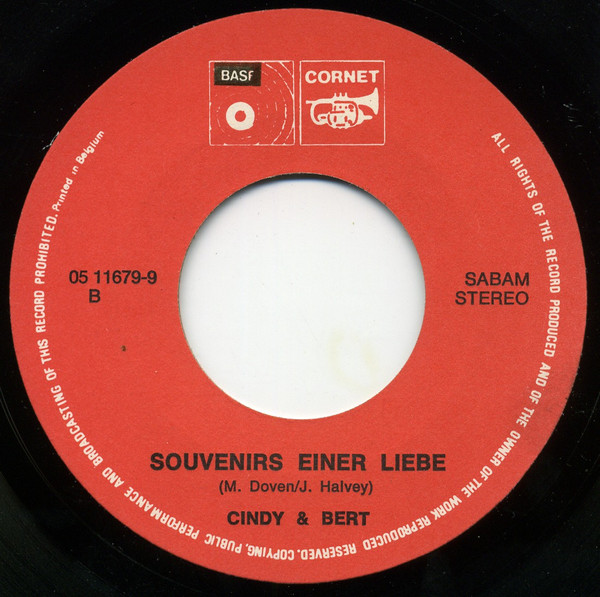 BASF
CORNET
ALL RIGHTS OF THE RECORD PRODUCED AND OF THE OWNER OF THE WORK REPRODUCED RESERVED. COPYING, PUBLIC PERFORMANCE AND BROADCASTING OF THIS RECORD PROHIBITED. Printed in Belgium
05 11679-9
B
SABAM
STEREO
SOUVENIRS EINER LIEBE
(M. Doven/J. Halvey)
CINDY & BERT